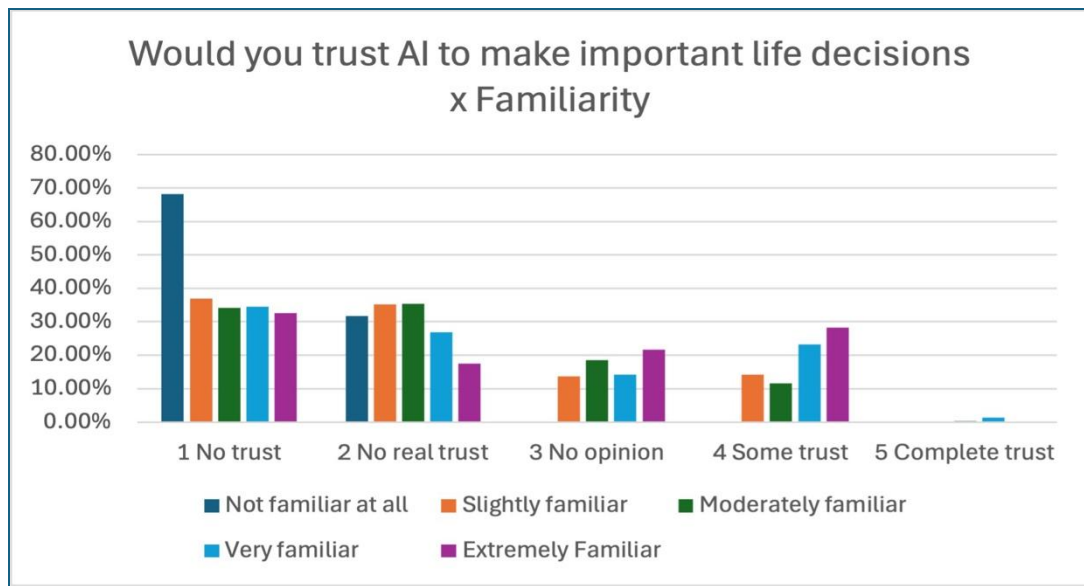 Would you trust AI to make important life decisions
x Familiarity
80.00%
70.00%
60.00%
50.00%
40.00%
30.00%
20.00%
10.00%
0.00%
1 No trust
2 No real trust
3 No opinion
4 Some trust
5 Complete trust
Not familiar at all
Slightly familiar
Moderately familiar
Very familiar
Extremely Familiar